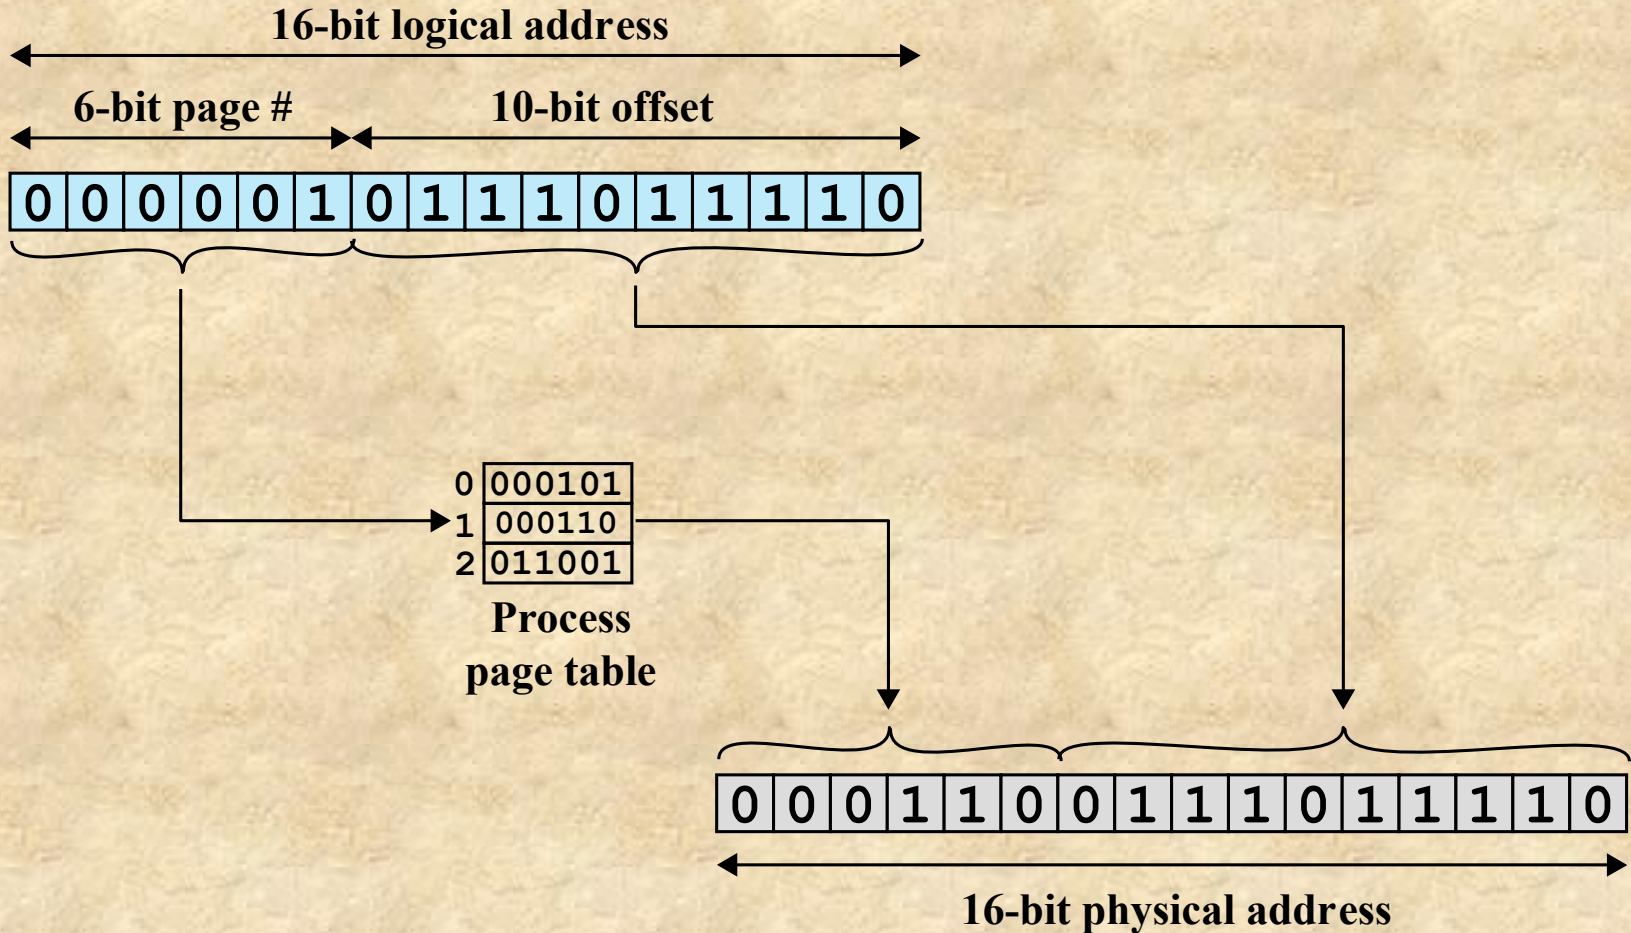 16-bit logical address
6-bit page # 10-bit offset
0 0 0 0 0 1 0 1 1 1 0 1 1 1 1 0
0 000101
1 000110
2 011001
Process
page table
0 0 0 1 1 0 0 1 1 1 0 1 1 1 1 0
16-bit physical address